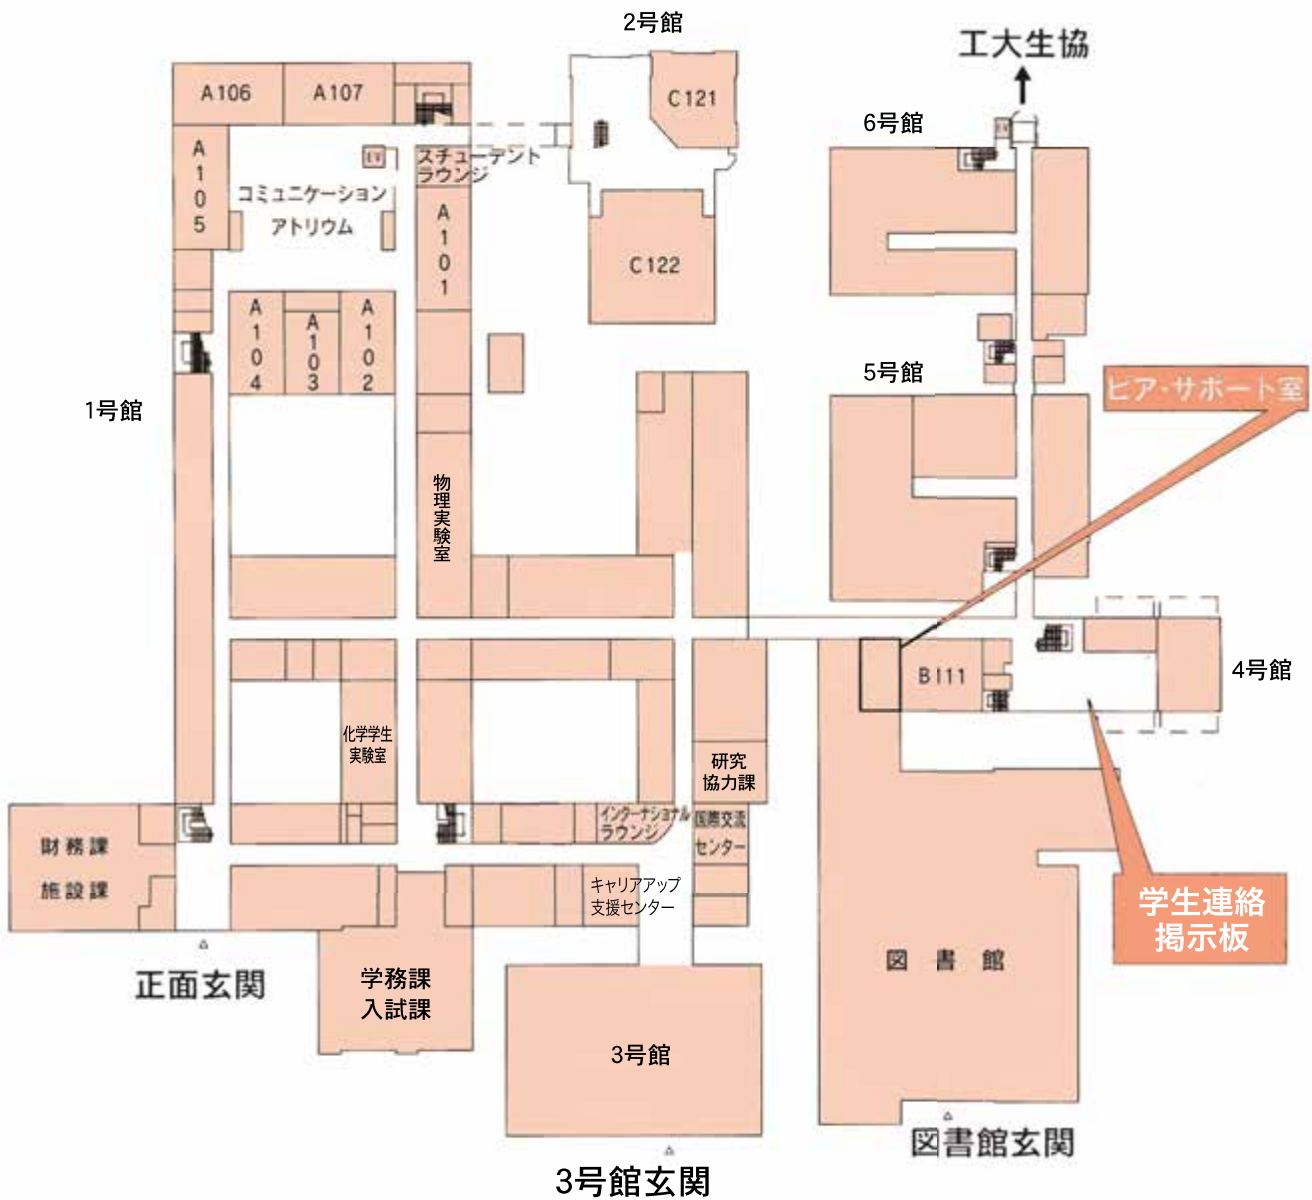 2号館
工大生協
A106
A107
C121
6号館
EV
A105
EV
スチューデント
ラウンジ
コミュニケーション
アトリウム
A101
C122
A104
A103
A102
5号館
ピア・サポート室
1号館
物理実験室
B111
4号館
化学学生
実験室
研究
協力課
インターナショナル
ラウンジ
国際交流
センター
財務課
施設課
キャリアアップ
支援センター
学生連絡
掲示板
正面玄関
学務課
入試課
図書館
3号館
図書館玄関
3号館玄関